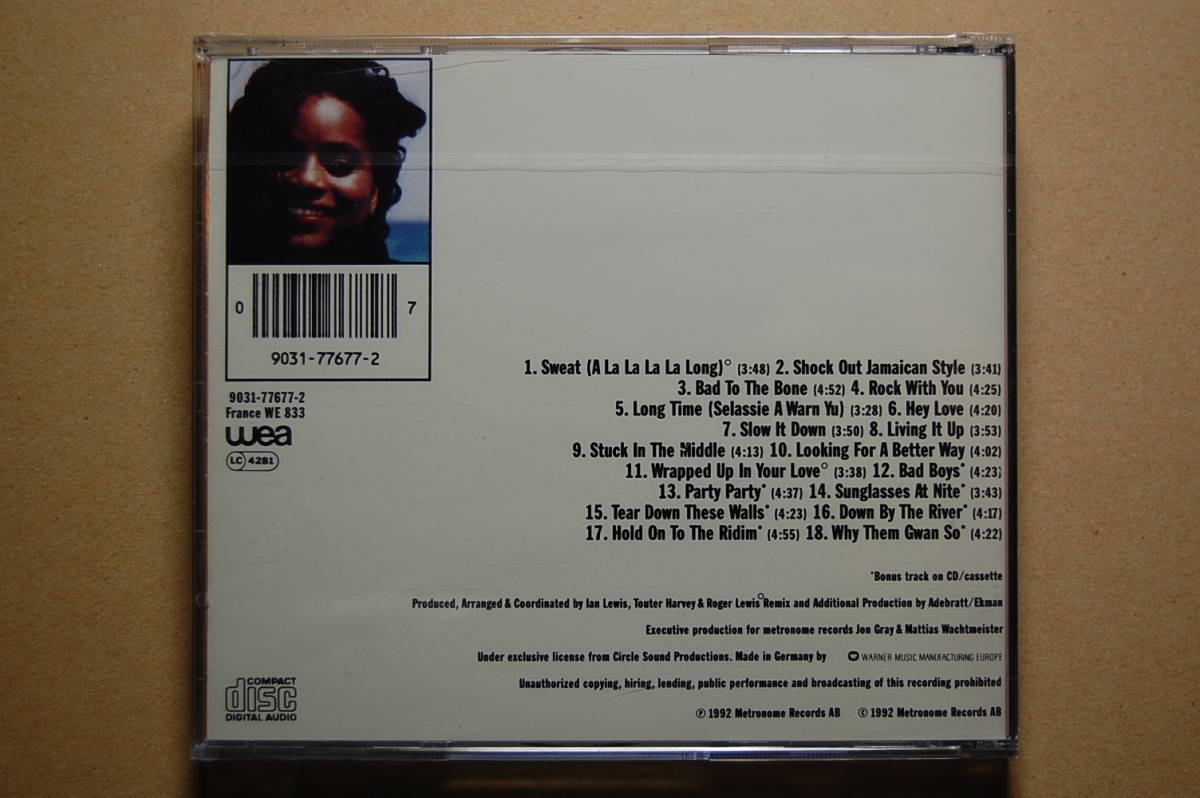 0 7
9031-77677-2
9031-77677-2
France WE 833
wea
LC 4281
1. Sweat (A La La La La Long)° (3:48) 2. Shock Out Jamaican Style (3:41)
3. Bad To The Bone (4:52) 4. Rock With You (4:25)
5. Long Time (Selassie A Warn Yu) (3:28) 6. Hey Love (4:20)
7. Slow It Down (3:50) 8. Living It Up (3:53)
9. Stuck In The Middle (4:13) 10. Looking For A Better Way (4:02)
11. Wrapped Up In Your Love° (3:38) 12. Bad Boys* (4:23)
13. Party Party* (4:37) 14. Sunglasses At Nite* (3:43)
15. Tear Down These Walls* (4:23) 16. Down By The River* (4:17)
17. Hold On To The Ridim* (4:55) 18. Why Them Gwan So* (4:22)
*Bonus track on CD/cassette
Produced, Arranged & Coordinated by Ian Lewis, Touter Harvey & Roger Lewis °Remix and Additional Production by Adebratt/Ekman
Executive production for metronome records Jon Gray & Mattias Wachtmeister
Under exclusive license from Circle Sound Productions. Made in Germany by WARNER MUSIC MANUFACTURING EUROPE
Unauthorized copying, hiring, lending, public performance and broadcasting of this recording prohibited
℗ 1992 Metronome Records AB © 1992 Metronome Records AB
COMPACT
disc
DIGITAL AUDIO